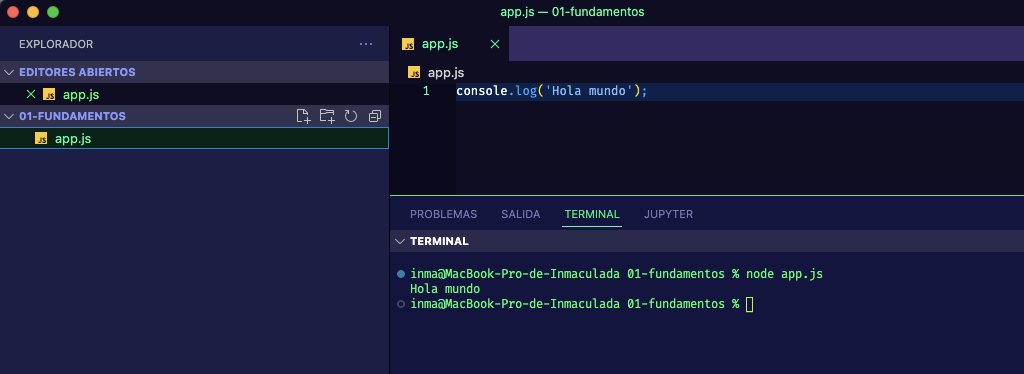 app.js — 01-fundamentos
EXPLORADOR
EDITORES ABIERTOS
JS app.js
01-FUNDAMENTOS
JS app.js
JS app.js
JS app.js
1 console.log('Hola mundo');
PROBLEMAS SALIDA TERMINAL JUPYTER
TERMINAL
inma@MacBook-Pro-de-Inmaculada 01-fundamentos % node app.js
Hola mundo
inma@MacBook-Pro-de-Inmaculada 01-fundamentos %